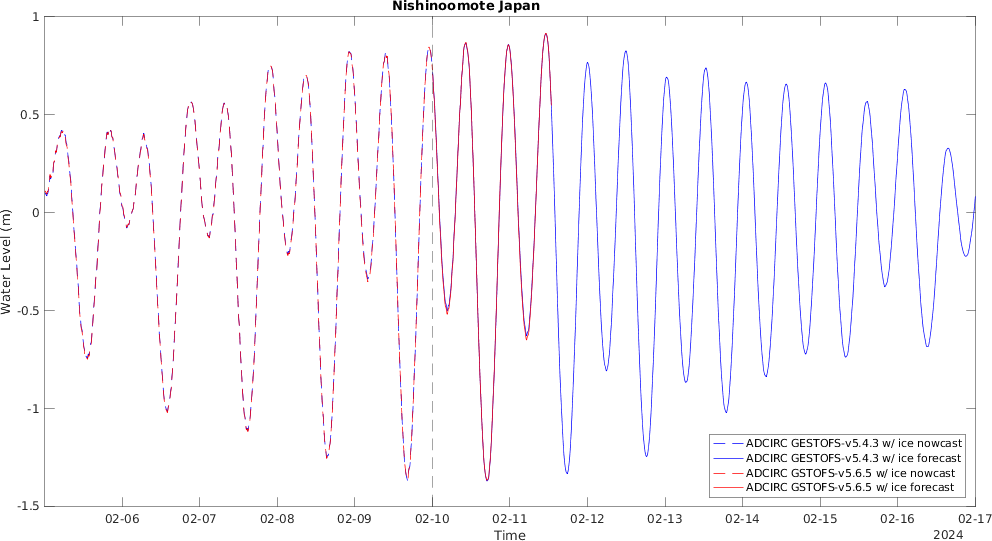 Nishinoomote Japan
1
0.5
0
-0.5
-1
-1.5
Water Level (m)
02-06 02-07 02-08 02-09 02-10 02-11 02-12 02-13 02-14 02-15 02-16 02-17
Time
2024
ADCIRC GESTOFS-v5.4.3 w/ ice nowcast
ADCIRC GESTOFS-v5.4.3 w/ ice forecast
ADCIRC GSTOFS-v5.6.5 w/ ice nowcast
ADCIRC GSTOFS-v5.6.5 w/ ice forecast